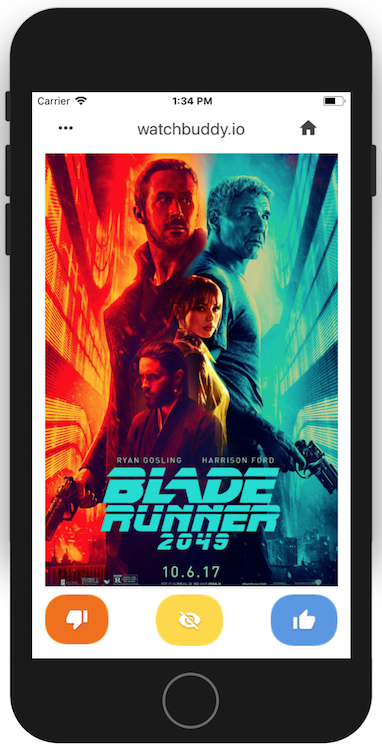 Carrier
1:34 PM
watchbuddy.io
RYAN GOSLING HARRISON FORD
BLADE
RUNNER
2049
10.6.17
R